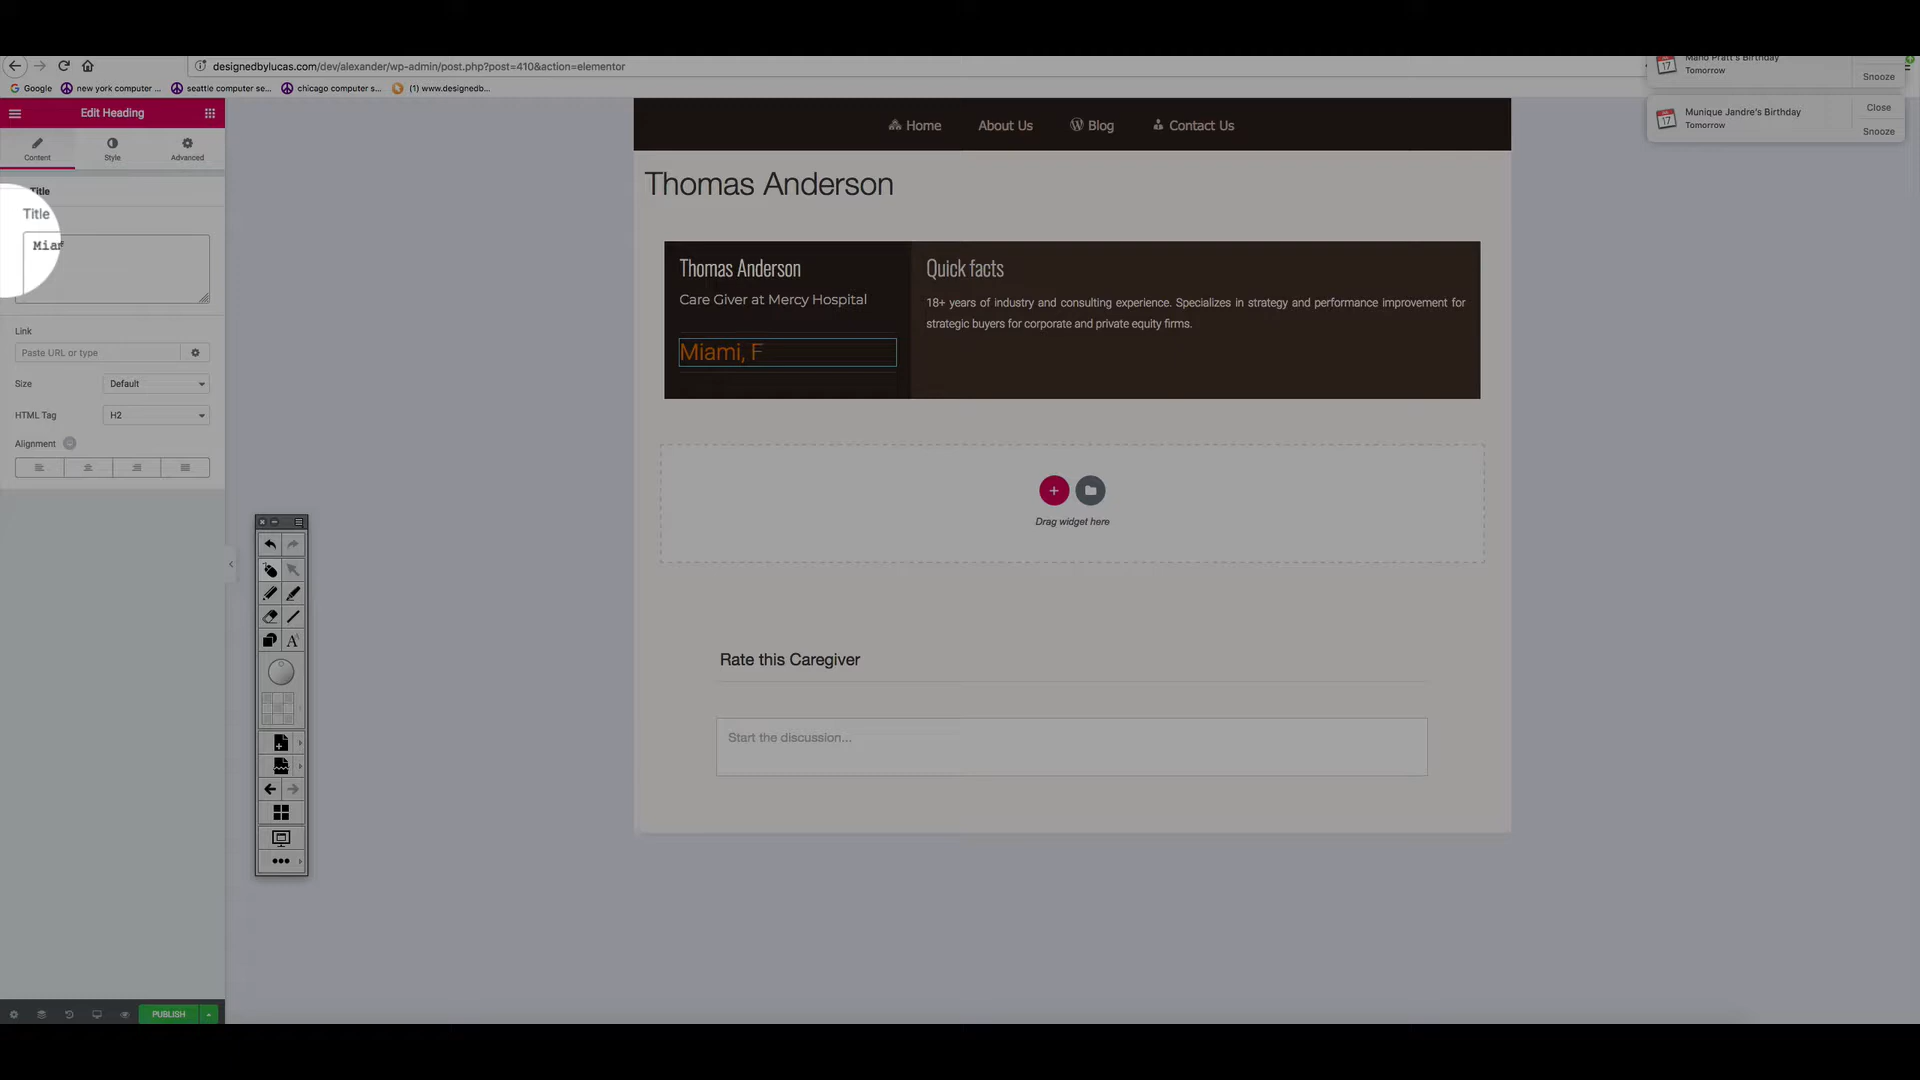 designedbylucas.com/dev/alexander/wp-admin/post.php?post=410&action=elementor
Google
new york computer ...
seattle computer se...
chicago computer s...
(1) www.designedb...
Pratt's Birthday
Tomorrow
Snooze
Munique Jandre's Birthday
Tomorrow
Close
Snooze
Edit Heading
Content
Style
Advanced
Title
Title
Link
Paste URL or type
Size
Default
HTML Tag
H2
Alignment
PUBLISH
Home
About Us
Blog
Contact Us
Thomas Anderson
Thomas Anderson
Care Giver at Mercy Hospital
Miami, F
Quick facts
18+ years of industry and consulting experience. Specializes in strategy and performance improvement for
strategic buyers for corporate and private equity firms.
Drag widget here
Rate this Caregiver
Start the discussion...